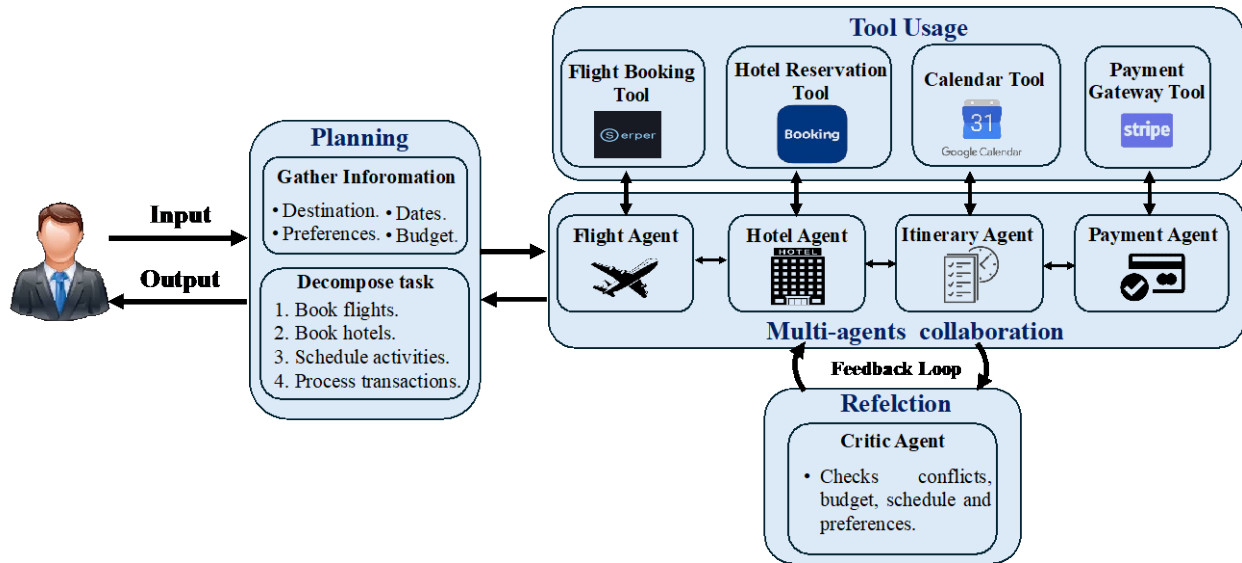 Tool Usage
Flight Booking
Tool
Serper
Hotel Reservation
Tool
Booking
Calendar Tool
31
Google Calendar
Payment
Gateway Tool
stripe
Planning
Gather Inforomation
• Destination. • Dates.
• Preferences. • Budget.
Decompose task
1. Book flights.
2. Book hotels.
3. Schedule activities.
4. Process transactions.
Input
Output
Flight Agent
Hotel Agent
HOTEL
Itinerary Agent
Payment Agent
Multi-agents collaboration
Feedback Loop
Refelction
Critic Agent
• Checks conflicts,
budget, schedule and
preferences.